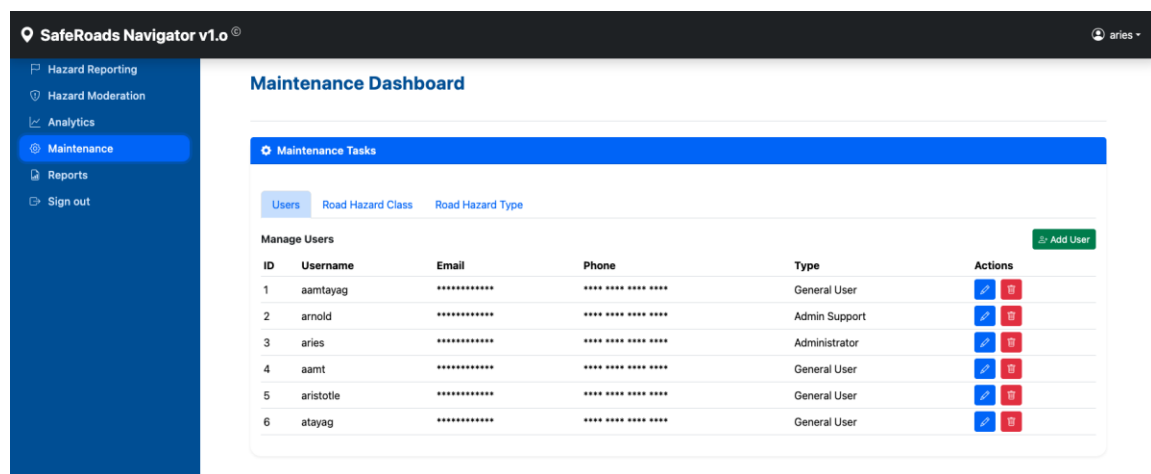 SafeRoads Navigator v1.o ©
aries
Hazard Reporting
Hazard Moderation
Analytics
Maintenance
Reports
Sign out
Maintenance Dashboard
Maintenance Tasks
Users Road Hazard Class Road Hazard Type
Manage Users
Add User
ID Username Email Phone Type Actions
1 aamtayag ************ **** **** **** **** General User
2 arnold ************ **** **** **** **** Admin Support
3 aries ************ **** **** **** **** Administrator
4 aamt ************ **** **** **** **** General User
5 aristotle ************ **** **** **** **** General User
6 atayag ************ **** **** **** **** General User